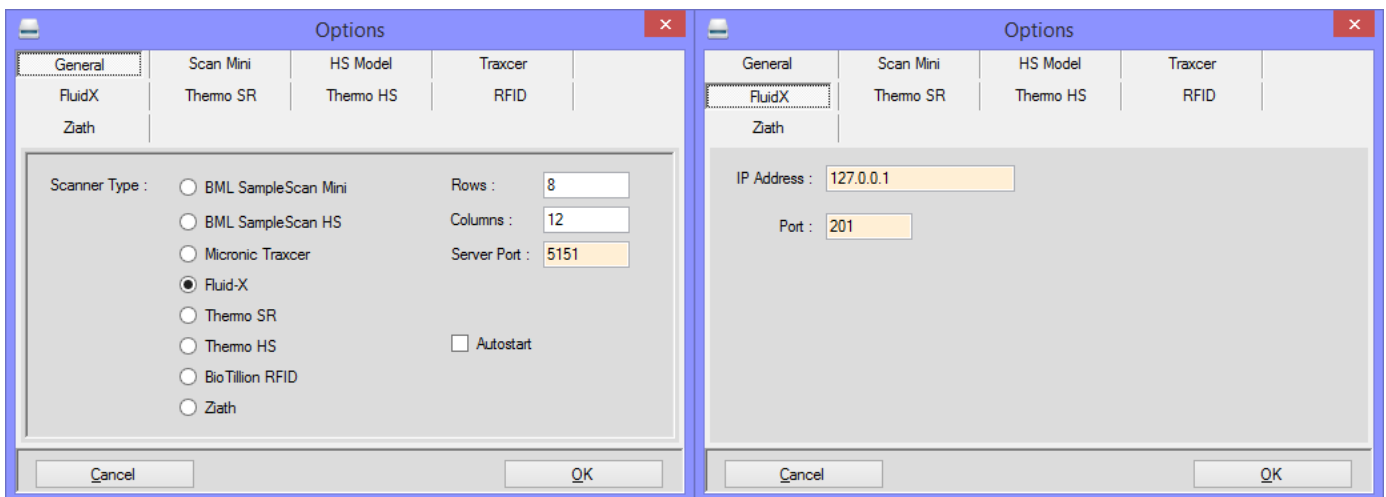 Options
General Scan Mini HS Model Traxcer
FluidX Thermo SR Thermo HS RFID
Ziath
Scanner Type :
BML SampleScan Mini
BML SampleScan HS
Micronic Traxcer
Fluid-X
Thermo SR
Thermo HS
BioTillion RFID
Ziath
Rows : 8
Columns : 12
Server Port : 5151
Autostart
Cancel OK
Options
General Scan Mini HS Model Traxcer
FluidX Thermo SR Thermo HS RFID
Ziath
IP Address : 127.0.0.1
Port : 201
Cancel OK